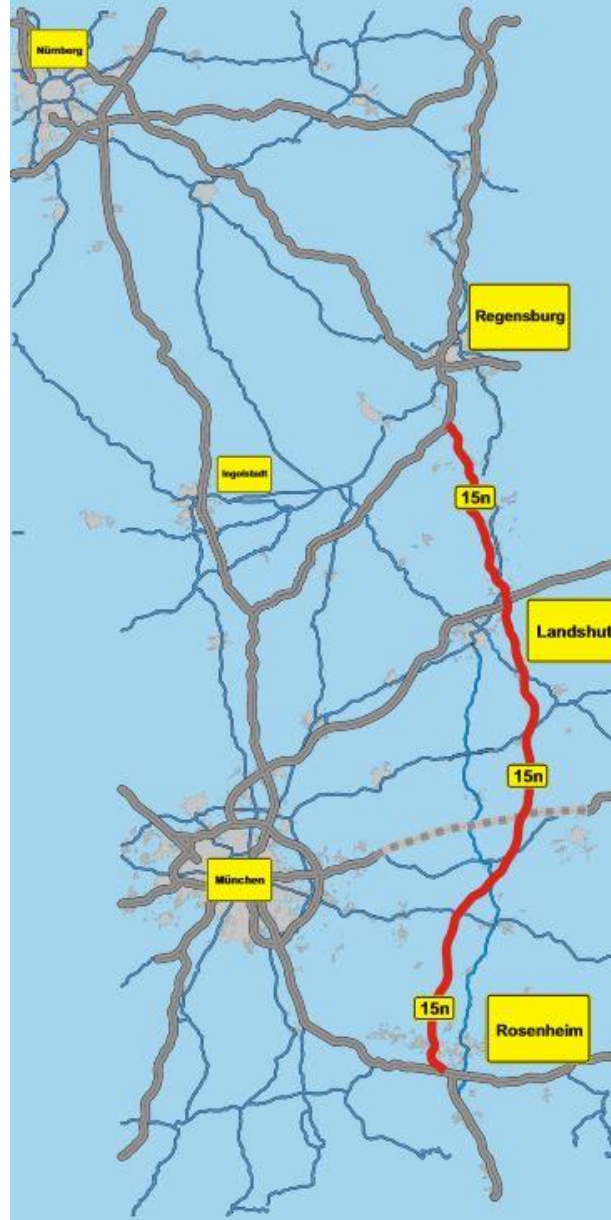 Nürnberg
Regensburg
Ingolstadt
15n
Landshut
15n
München
15n
Rosenheim